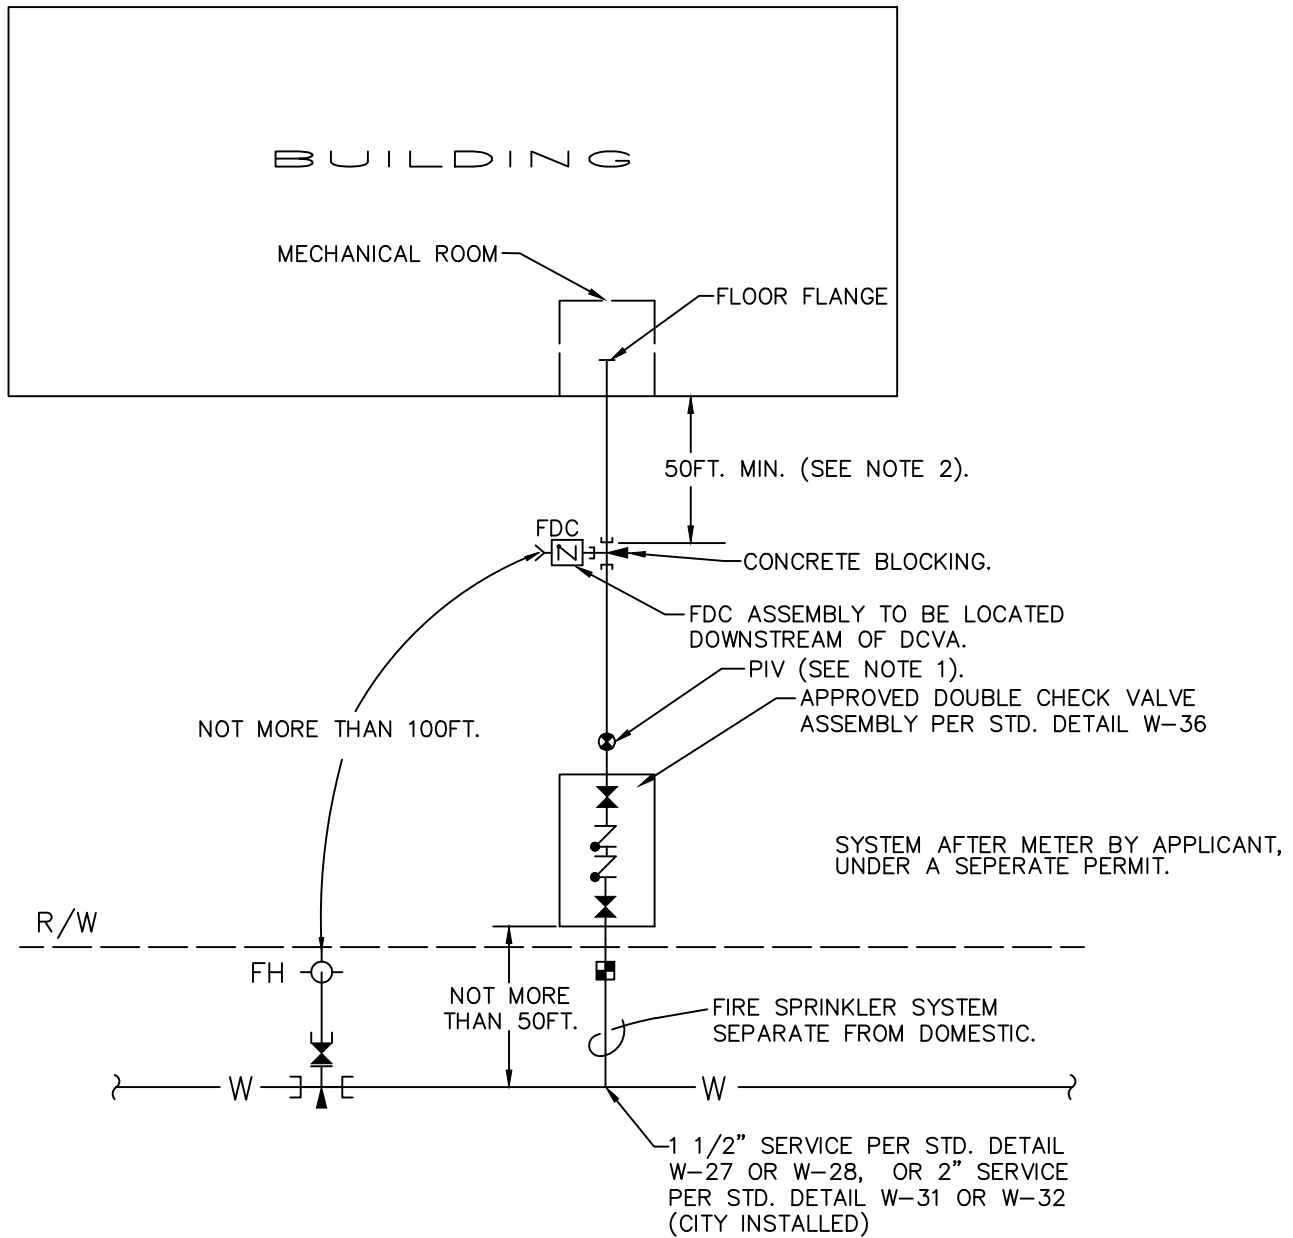 BUILDING
MECHANICAL ROOM
FLOOR FLANGE
50FT. MIN. (SEE NOTE 2).
FDC
CONCRETE BLOCKING.
FDC ASSEMBLY TO BE LOCATED
DOWNSTREAM OF DCVA.
PIV (SEE NOTE 1).
APPROVED DOUBLE CHECK VALVE
ASSEMBLY PER STD. DETAIL W-36
NOT MORE THAN 100FT.
SYSTEM AFTER METER BY APPLICANT,
UNDER A SEPERATE PERMIT.
R/W
FH
NOT MORE
THAN 50FT.
FIRE SPRINKLER SYSTEM
SEPARATE FROM DOMESTIC.
W
W
1 1/2" SERVICE PER STD. DETAIL
W-27 OR W-28, OR 2" SERVICE
PER STD. DETAIL W-31 OR W-32
(CITY INSTALLED)